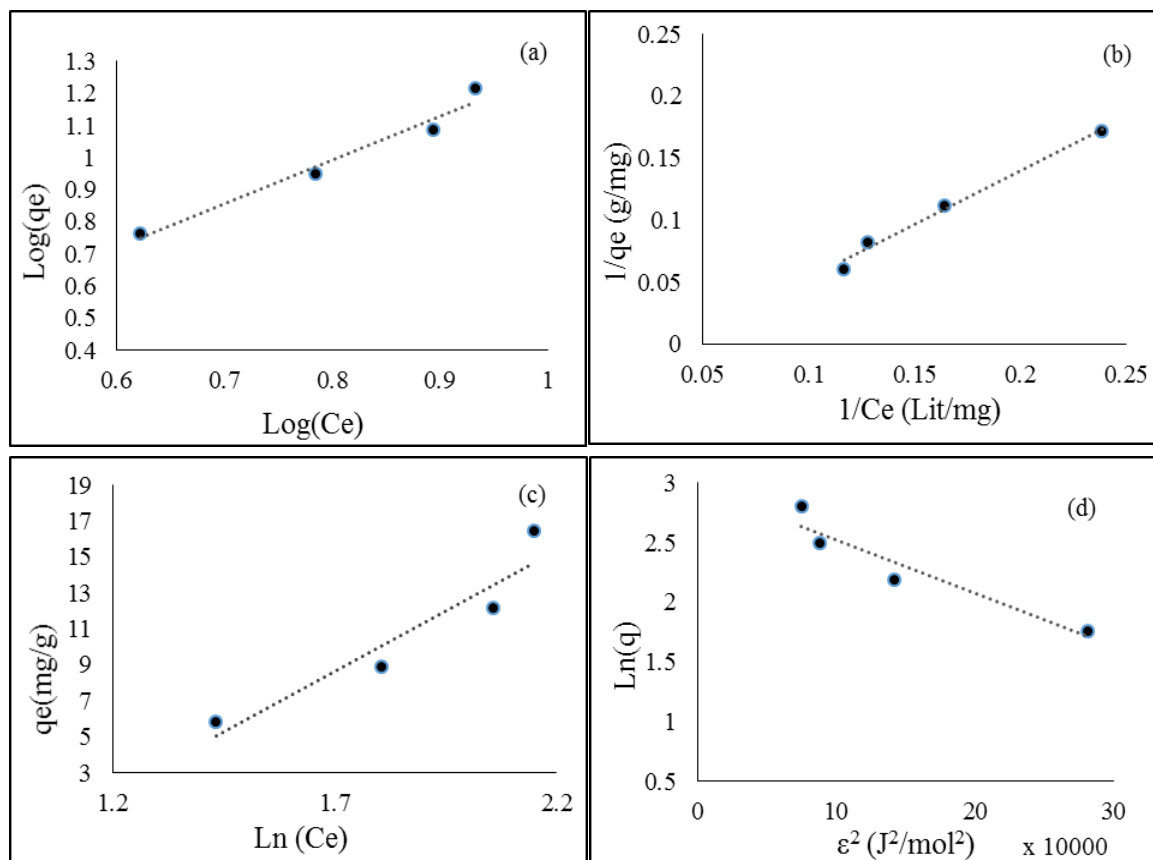 (a)
1.3
1.2
1.1
1
0.9
0.8
0.7
0.6
0.5
0.4
Log(qe)
0.6 0.7 0.8 0.9 1
Log(Ce)
(b)
0.25
0.2
0.15
0.1
0.05
0
1/qe (g/mg)
0.05 0.1 0.15 0.2 0.25
1/Ce (Lit/mg)
(c)
19
17
15
13
11
9
7
5
3
qe(mg/g)
1.2 1.7 2.2
Ln (Ce)
(d)
3
2.5
2
1.5
1
0.5
Ln(q)
0 10 20 30
ε² (J²/mol²) x 10000